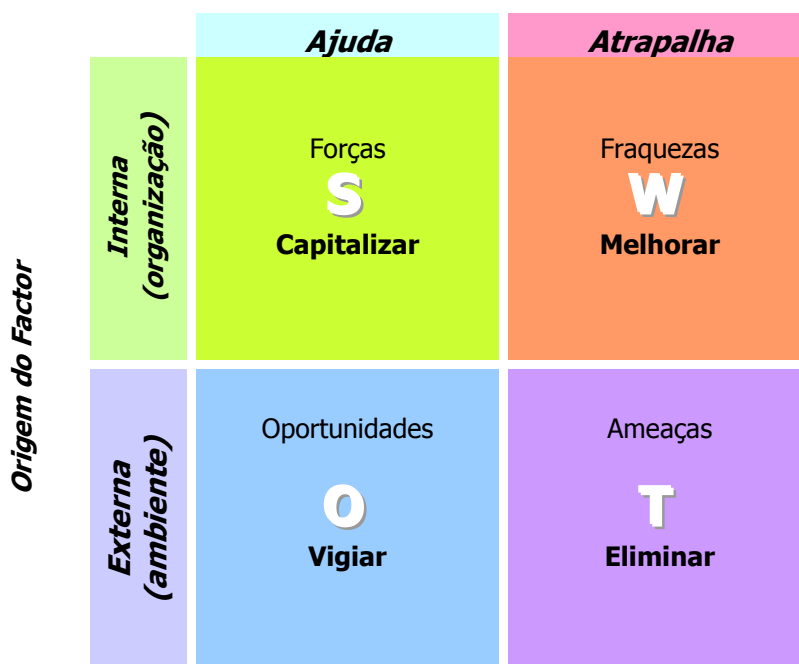 Ajuda
Atrapalha
Origem do Factor
Interna
(organização)
Forças
S
Capitalizar
Fraquezas
W
Melhorar
Externa
(ambiente)
Oportunidades
O
Vigiar
Ameaças
T
Eliminar